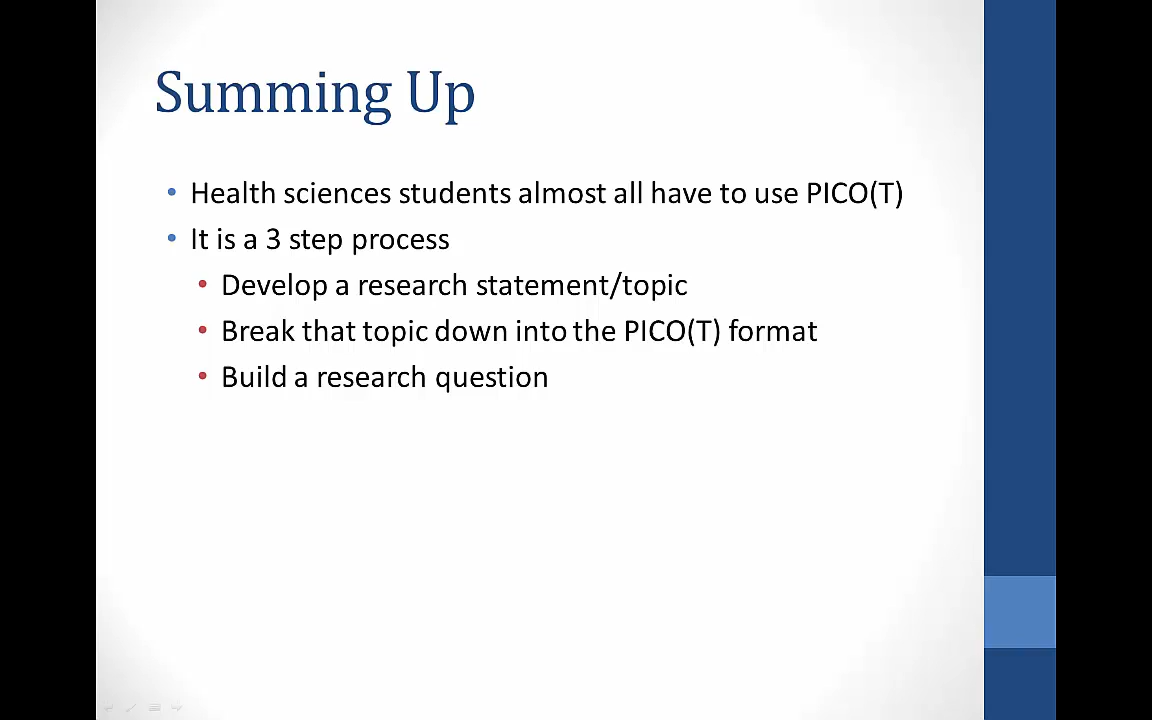 Summing Up
• Health sciences students almost all have to use PICO(T)
• It is a 3 step process
• Develop a research statement/topic
• Break that topic down into the PICO(T) format
• Build a research question